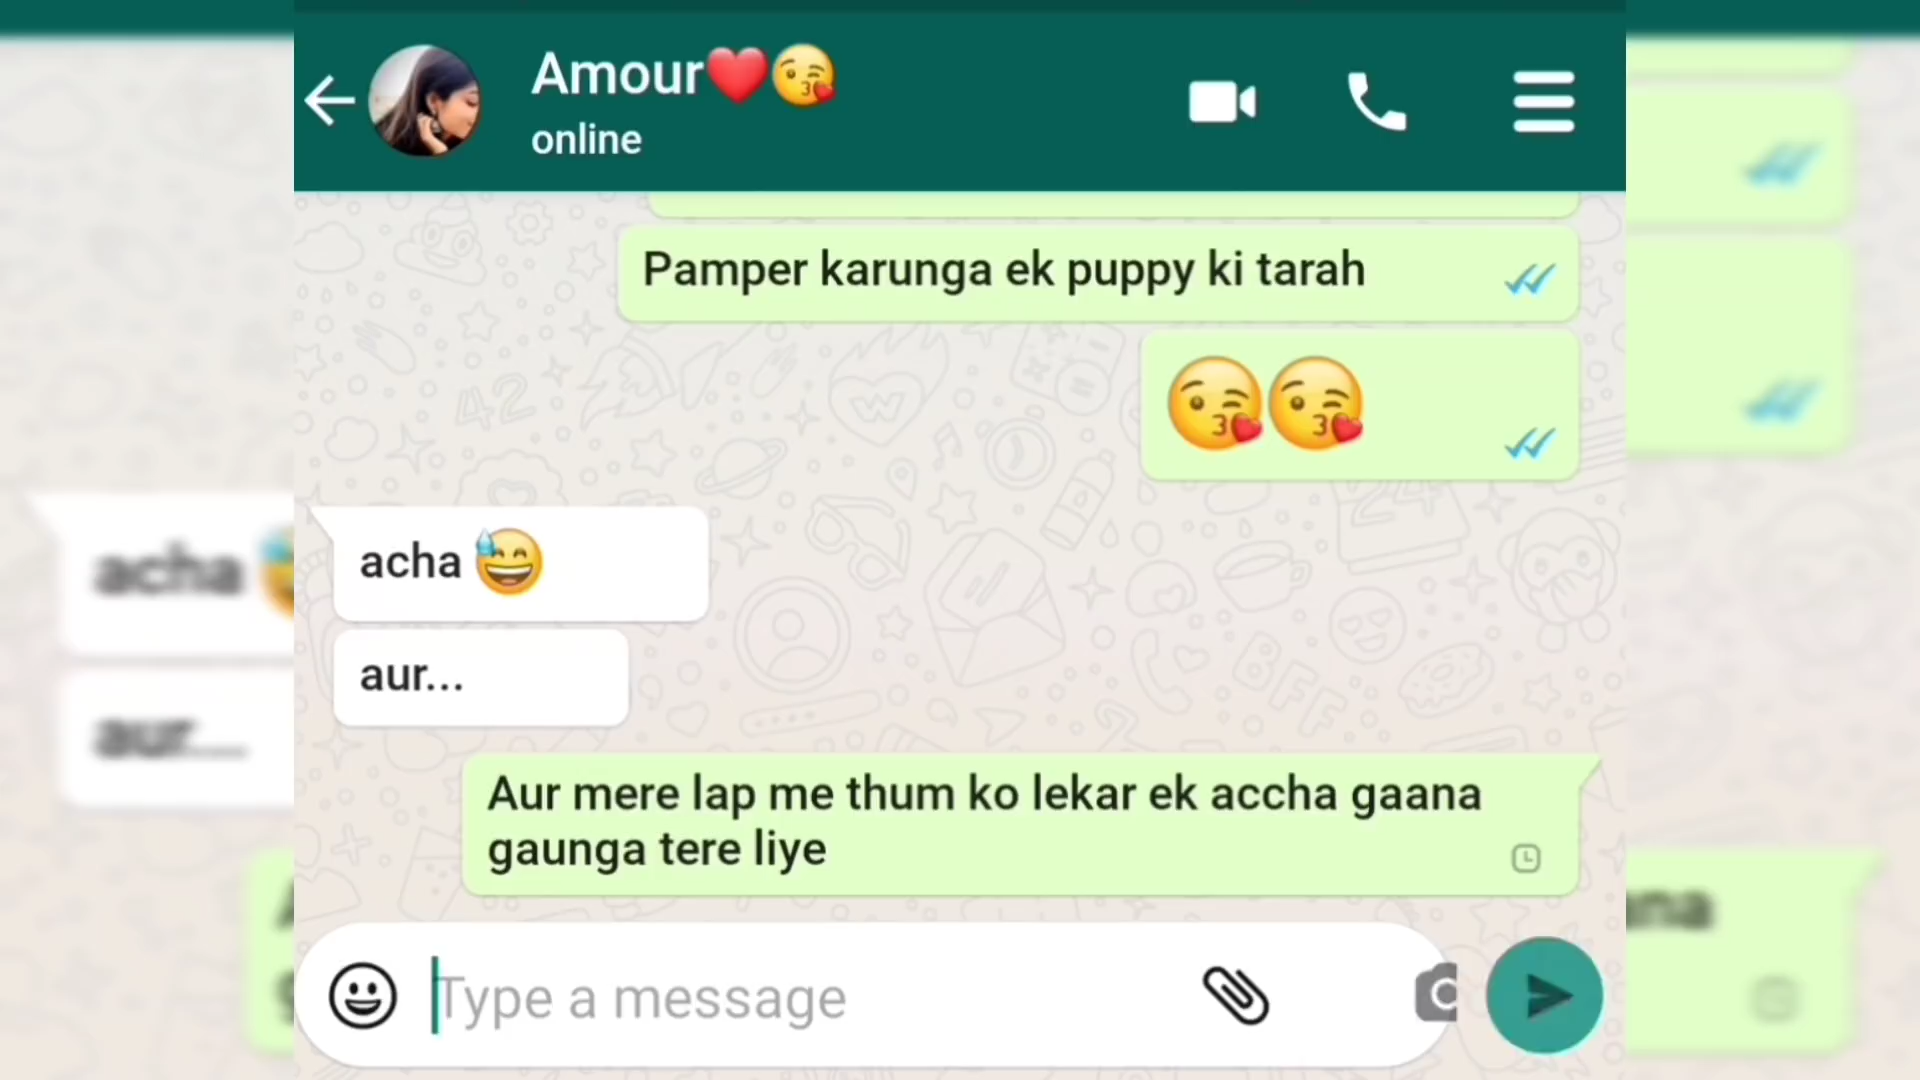 Amour❤️😘
online
Pamper karunga ek puppy ki tarah
😘😘
acha 😅
aur...
Aur mere lap me thum ko lekar ek accha gaana
gaunga tere liye
Type a message